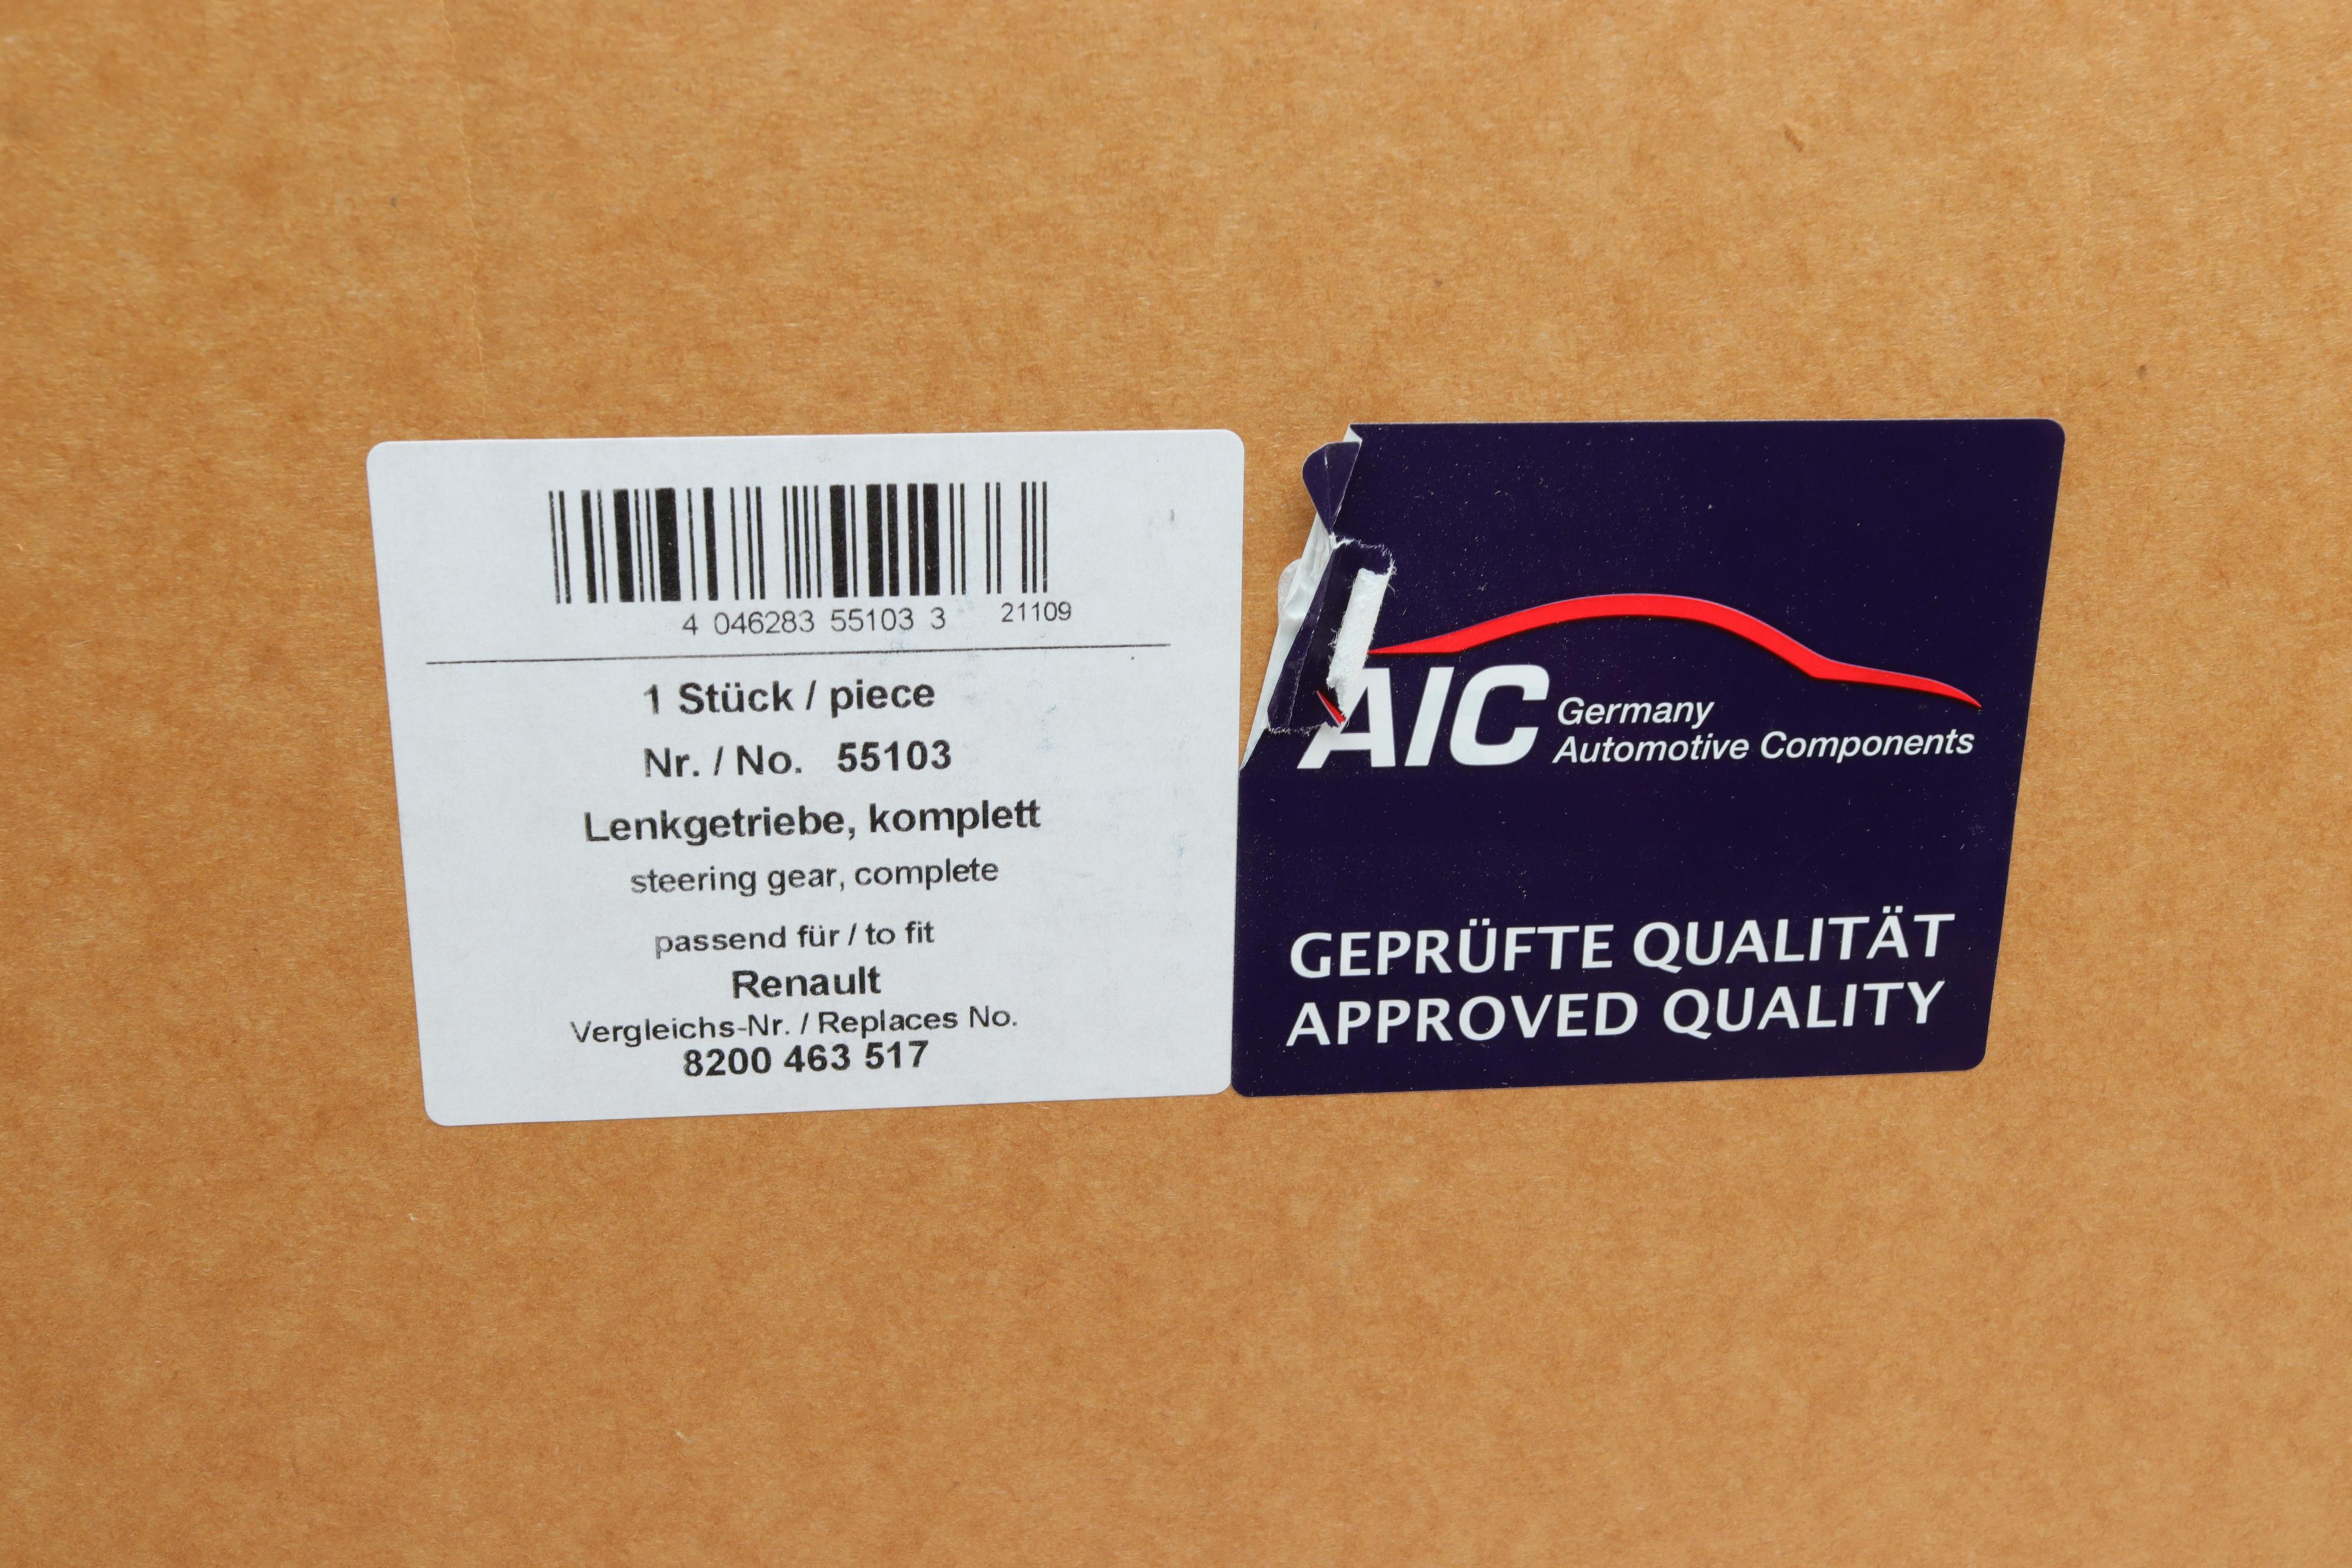 4 046283 55103 3 21109
1 Stück / piece
Nr. / No. 55103
Lenkgetriebe, komplett
steering gear, complete
passend für / to fit
Renault
Vergleichs-Nr. / Replaces No.
8200 463 517
AIC Germany
Automotive Components
GEPRÜFTE QUALITÄT
APPROVED QUALITY